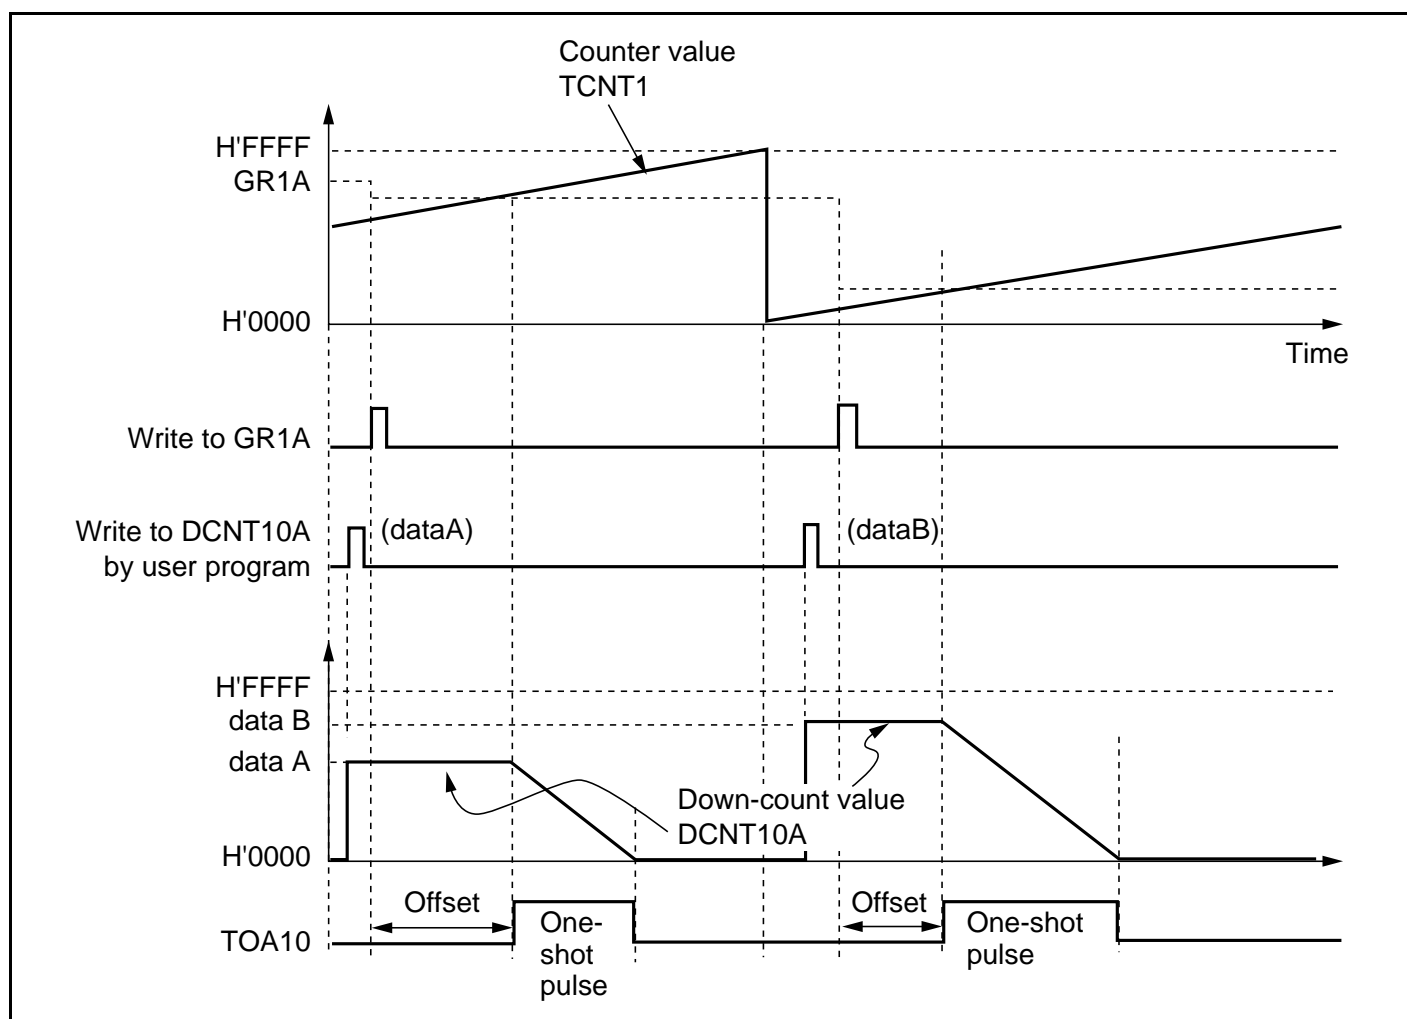 Counter value
TCNT1
H'FFFF
GR1A
H'0000
Time
Write to GR1A
Write to DCNT10A
by user program
(dataA)
(dataB)
H'FFFF
data B
data A
Down-count value
DCNT10A
H'0000
Offset
Offset
TOA10
One-
shot
pulse
One-shot
pulse